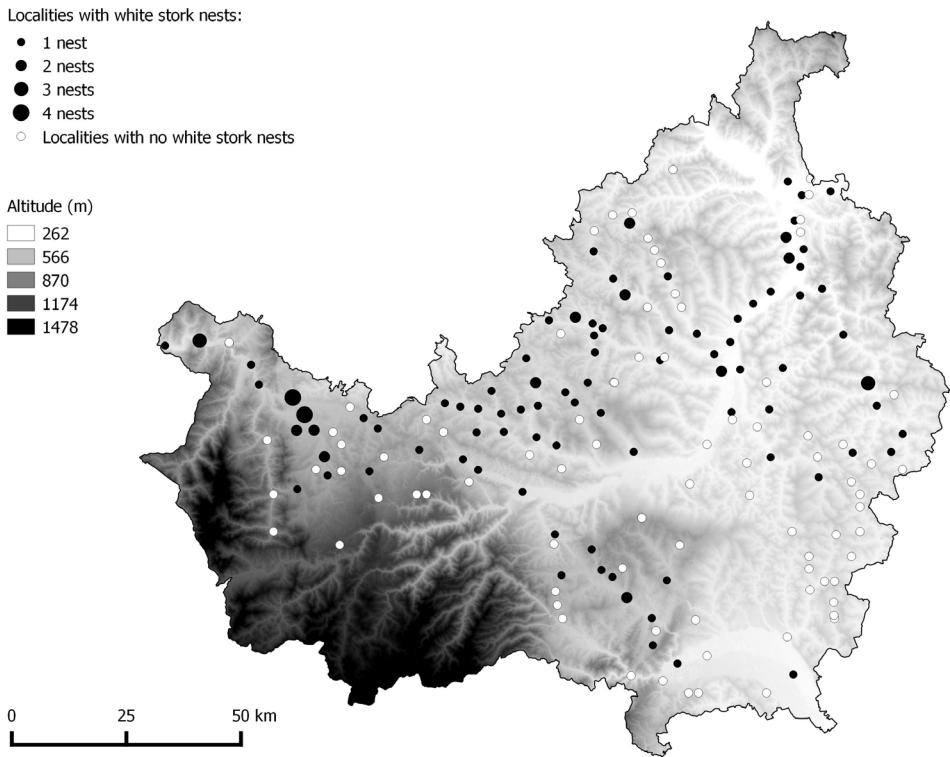 Localities with white stork nests:
1 nest
2 nests
3 nests
4 nests
Localities with no white stork nests
Altitude (m)
262
566
870
1174
1478
0 25 50 km